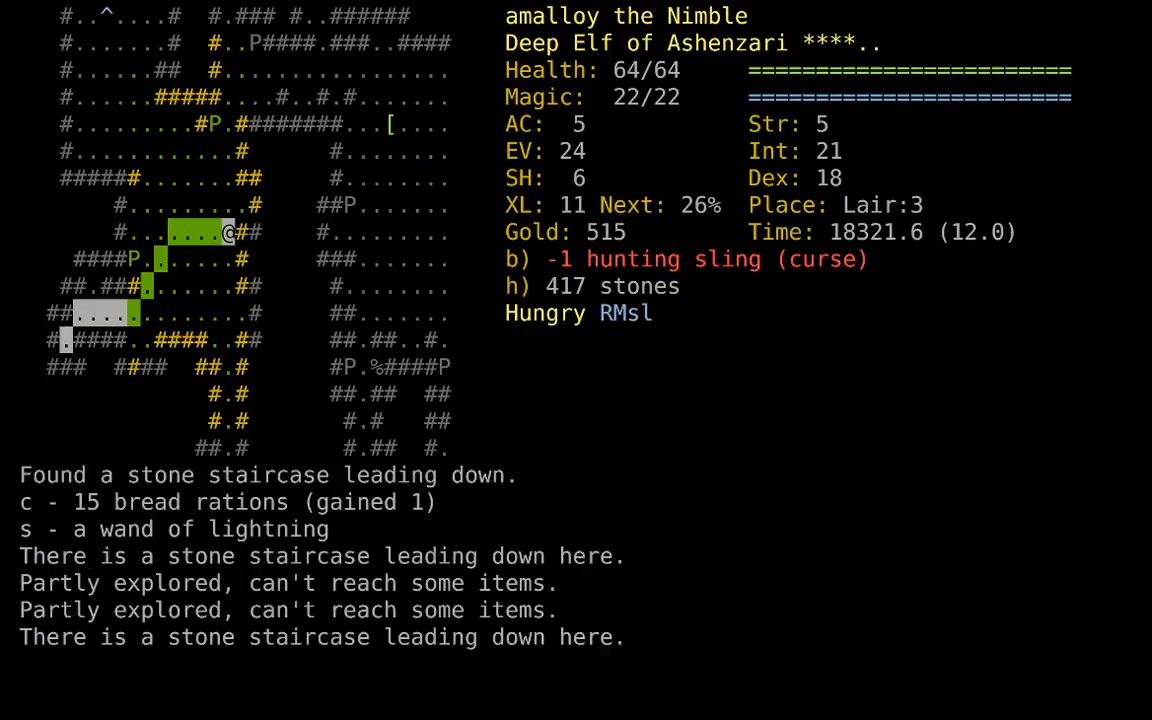 #..^....# #.### #..###### amalloy the Nimble
#.......# #..P####.###..#### Deep Elf of Ashenzari ****..
#......## #................. Health: 64/64 ========================
#......#####....#..#.#...... Magic: 22/22 ========================
#.........#P.#######...[.... AC: 5 Str: 5
#............# #....... EV: 24 Int: 21
#####.......## #....... SH: 6 Dex: 18
#.........# ##P....... XL: 11 Next: 26% Place: Lair:3
#.......@## #........ Gold: 515 Time: 18321.6 (12.0)
####P.......# ###....... b) -1 hunting sling (curse)
##.###.......## #....... h) 417 stones
##.............# ##...... Hungry RMsl
#.####..####..## ##.##..#.
### #### ##.# #P.%####P
#.# ##.## ##
#.# #.# ##
##.# #.## #.
Found a stone staircase leading down.
c - 15 bread rations (gained 1)
s - a wand of lightning
There is a stone staircase leading down here.
Partly explored, can't reach some items.
Partly explored, can't reach some items.
There is a stone staircase leading down here.